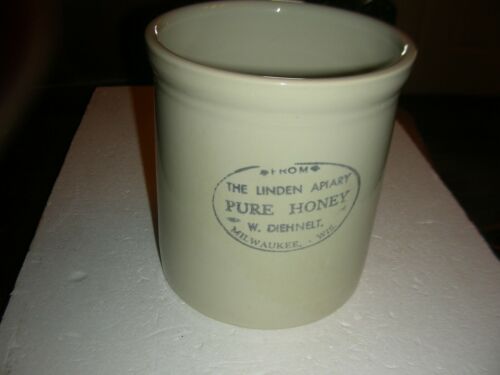 FROM
THE LINDEN APIARY
PURE HONEY
W. DIEHNELT.
MILWAUKEE, - WIS.